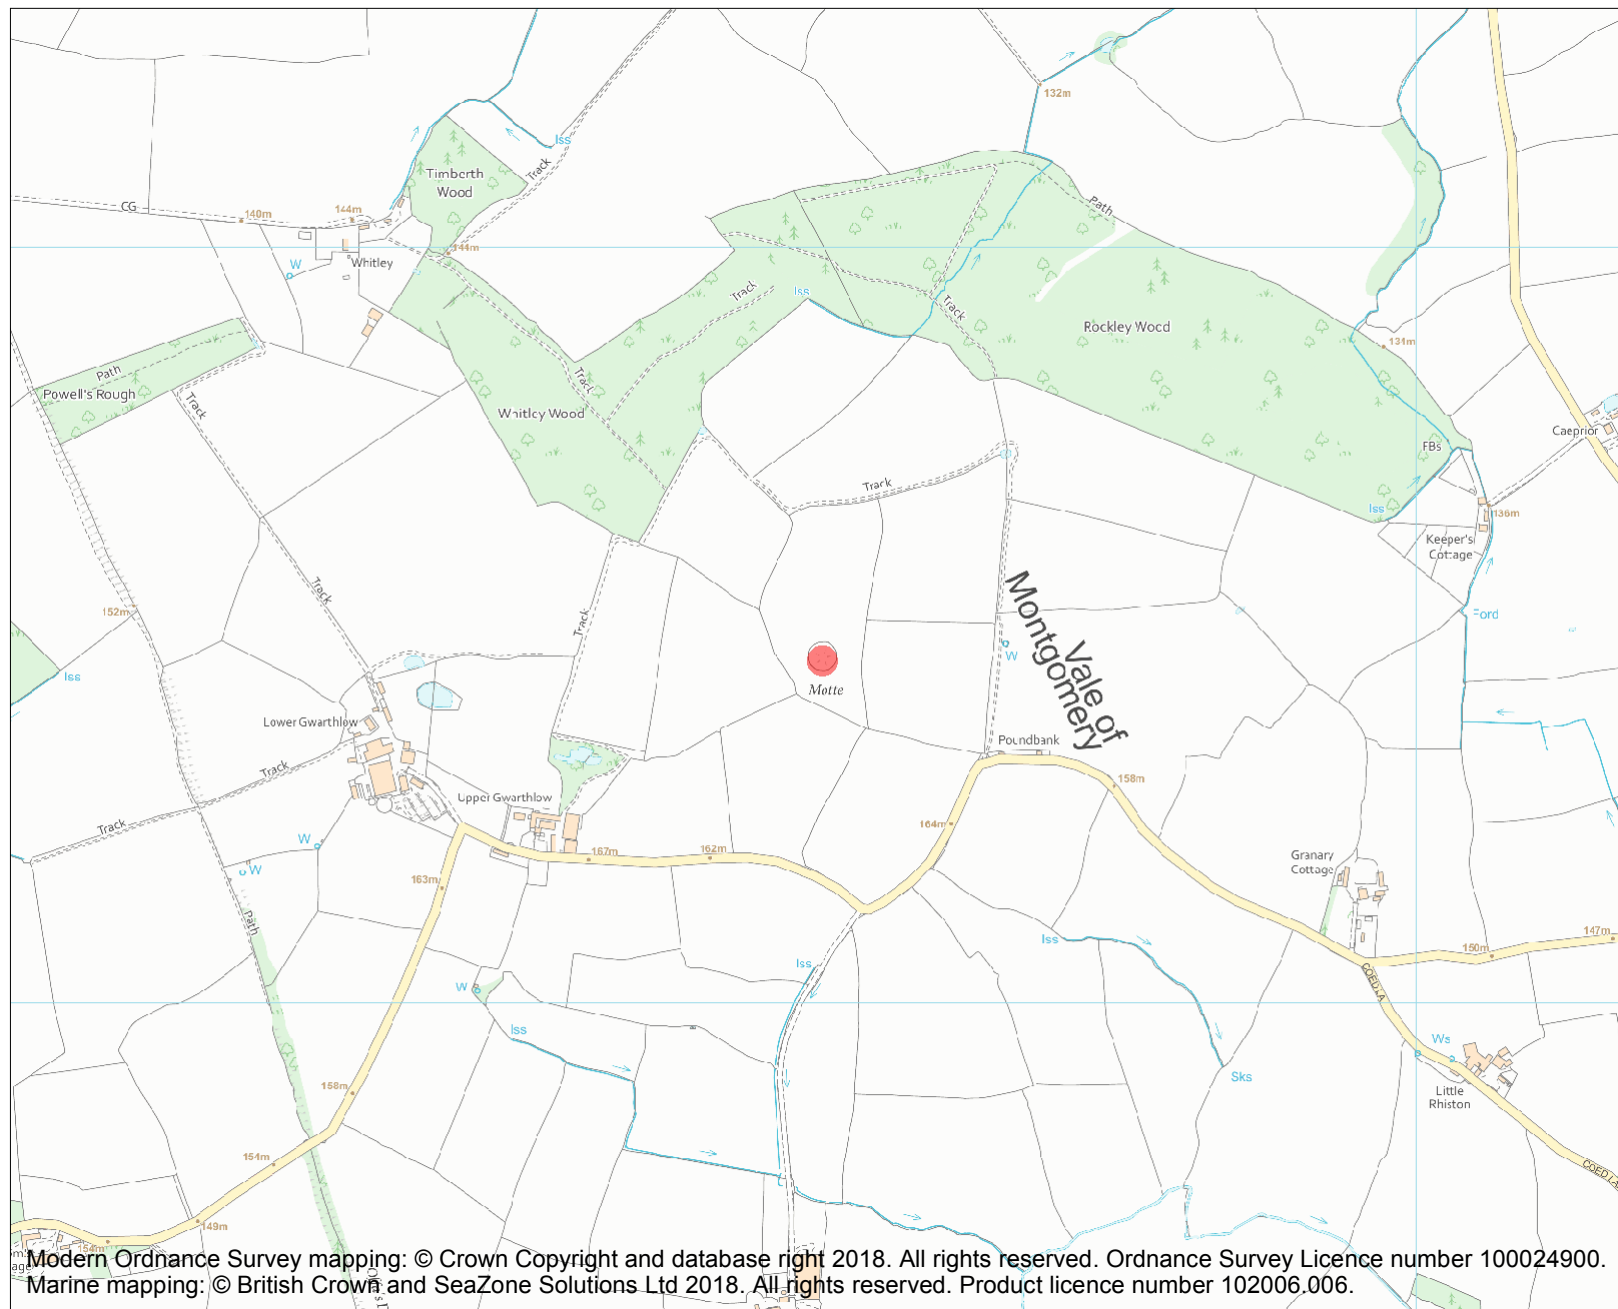 132m
Iss
Timberth
Wood
Track
CG
140m
144m
Path
W
Whitley
144m
Iss
Track
Track
Rockley Wood
131m
Path
Powell's Rough
Track
Track
Whitley Wood
Caeprior
FBs
Track
Iss
136m
Keeper's
Cottage
Track
Track
152m
Ford
Vale of
Montgomery
W
Iss
Motte
Lower Gwarthlow
Poundbank
Track
158m
Upper Gwarthlow
Track
164m
W
167m
162m
Granary
Cottage
W
163m
Path
147m
Iss
150m
Iss
COED LA
W
Iss
Ws
Sks
158m
Little
Rhiston
154m
COED LA
149m
154m
Modern Ordnance Survey mapping: © Crown Copyright and database right 2018. All rights reserved. Ordnance Survey Licence number 100024900.
Marine mapping: © British Crown and SeaZone Solutions Ltd 2018. All rights reserved. Product licence number 102006.006.